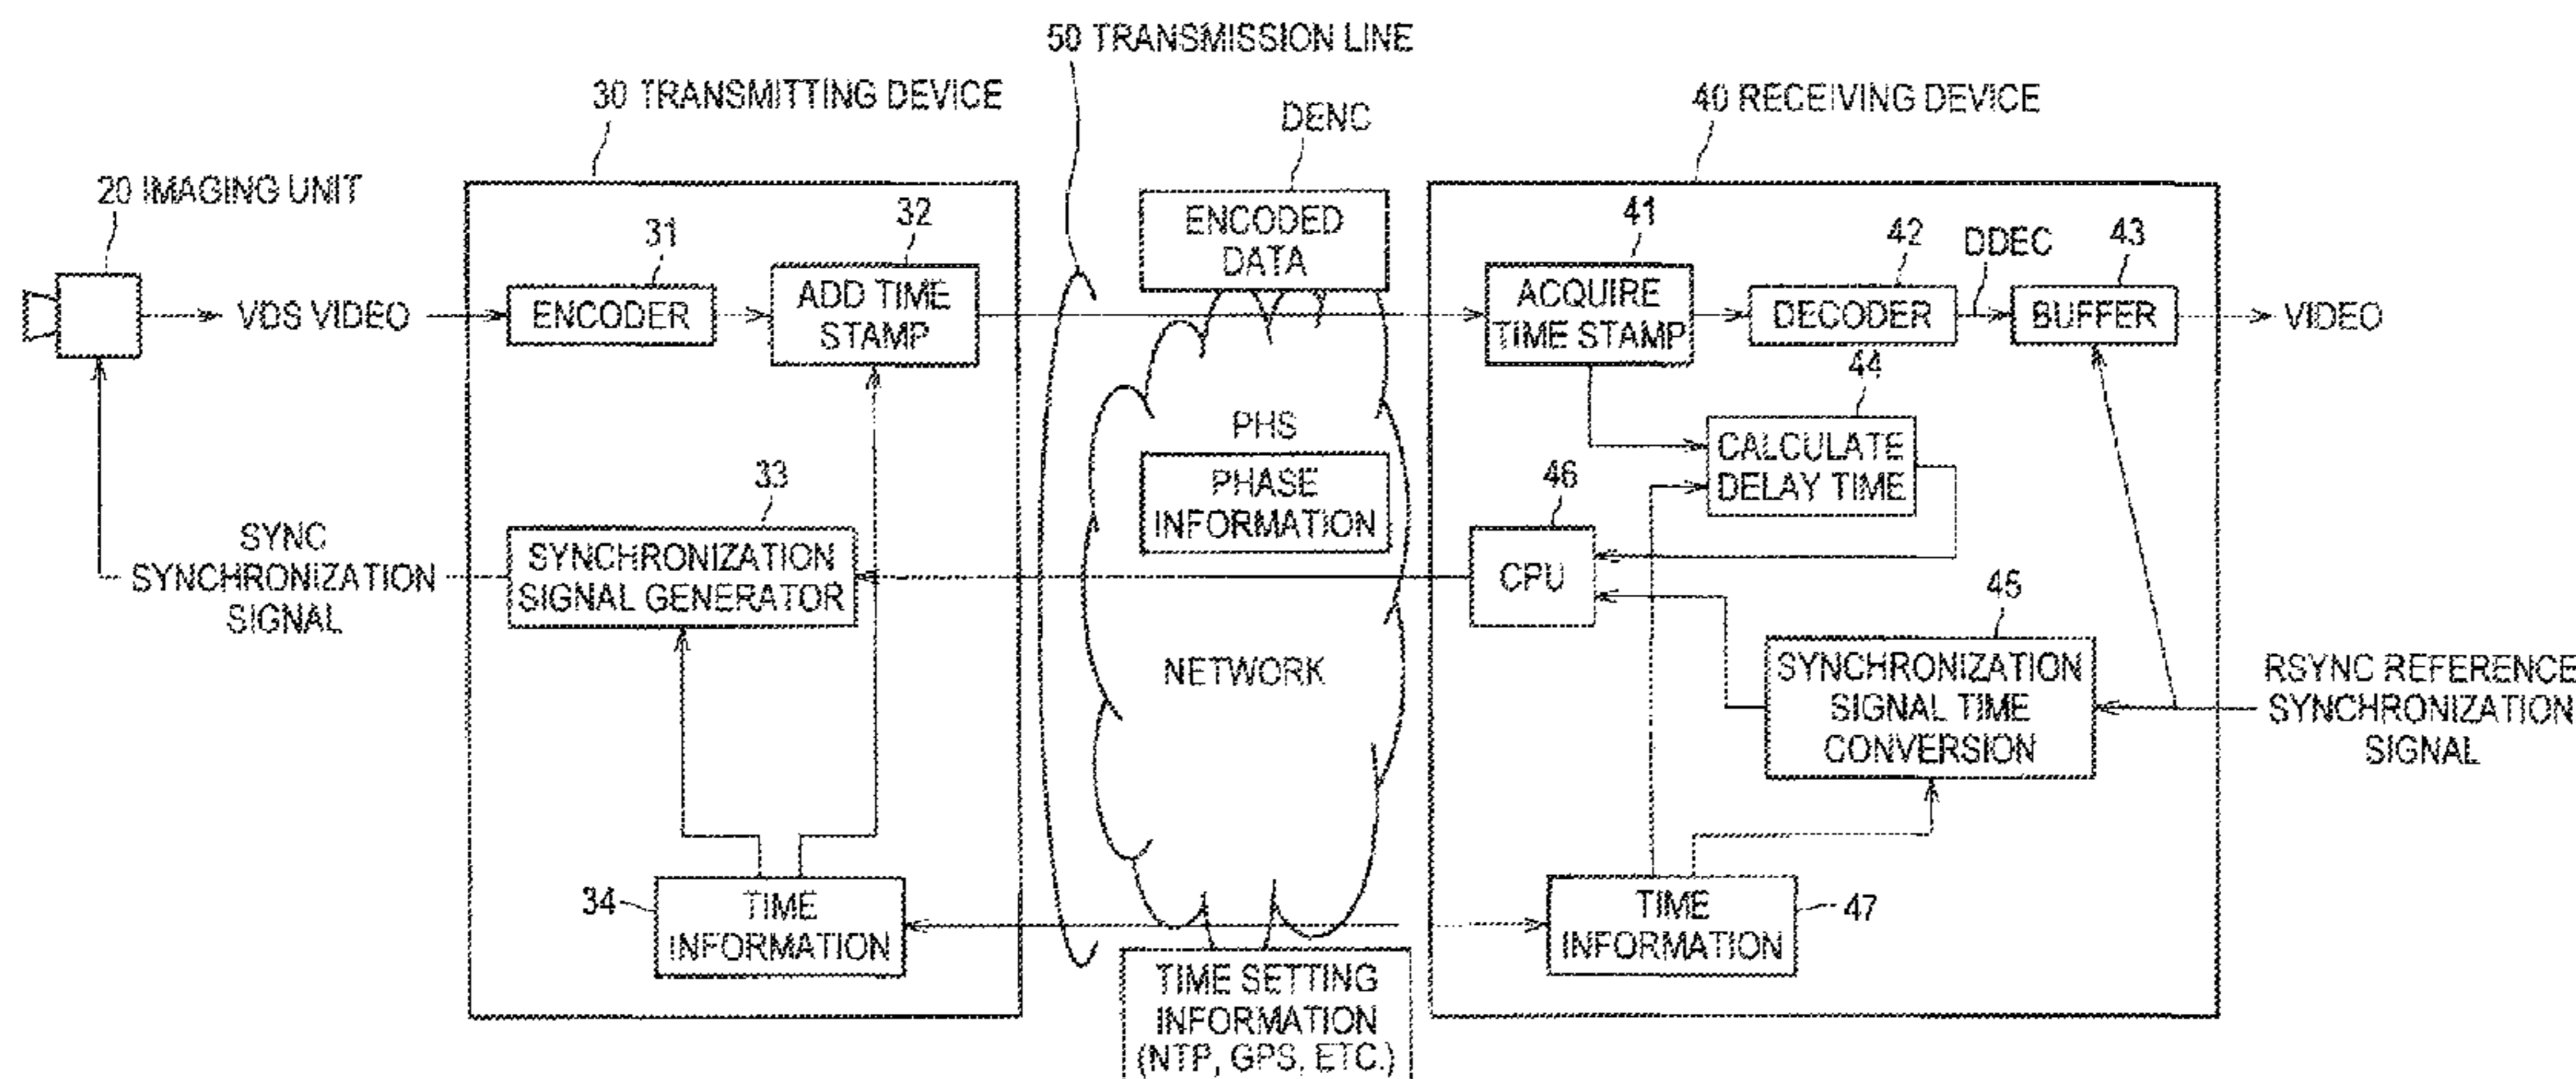 50 TRANSMISSION LINE
30 TRANSMITTING DEVICE
40 RECEIVING DEVICE
DENC
20 IMAGING UNIT
31
32
ENCODED
DATA
41
42
DDEC
43
VDS VIDEO
ENCODER
ADD TIME
STAMP
ACQUIRE
TIME STAMP
DECODER
BUFFER
VIDEO
44
PHS
CALCULATE
DELAY TIME
33
PHASE
INFORMATION
46
SYNC
SYNCHRONIZATION
SIGNAL
SYNCHRONIZATION
SIGNAL GENERATOR
CPU
45
NETWORK
SYNCHRONIZATION
SIGNAL TIME
CONVERSION
RSYNC REFERENCE
SYNCHRONIZATION
SIGNAL
34
TIME
INFORMATION
TIME
INFORMATION
47
TIME SETTING
INFORMATION
(NTP, GPS, ETC.)